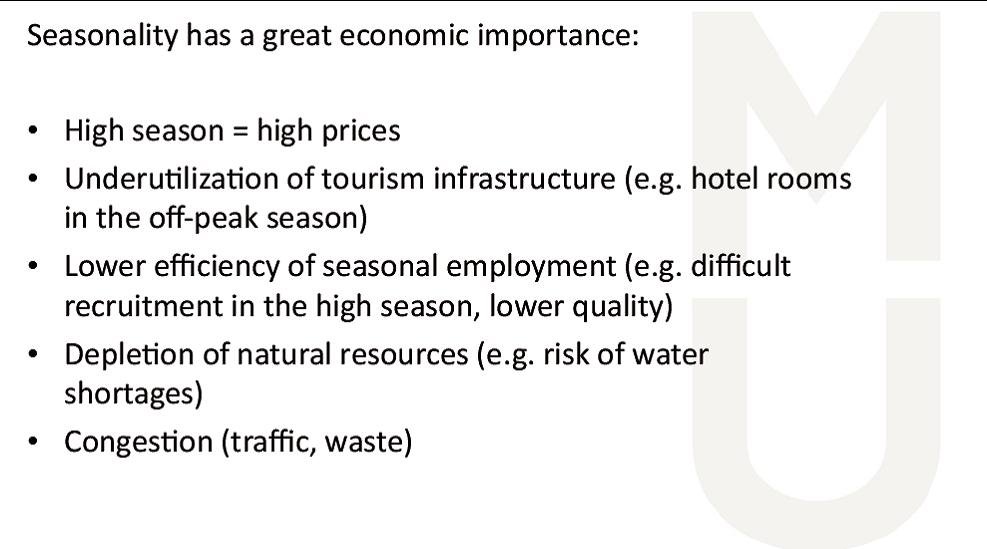 Seasonality has a great economic importance:
• High season = high prices
• Underutilization of tourism infrastructure (e.g. hotel rooms
in the off-peak season)
• Lower efficiency of seasonal employment (e.g. difficult
recruitment in the high season, lower quality)
• Depletion of natural resources (e.g. risk of water
shortages)
• Congestion (traffic, waste)
MU